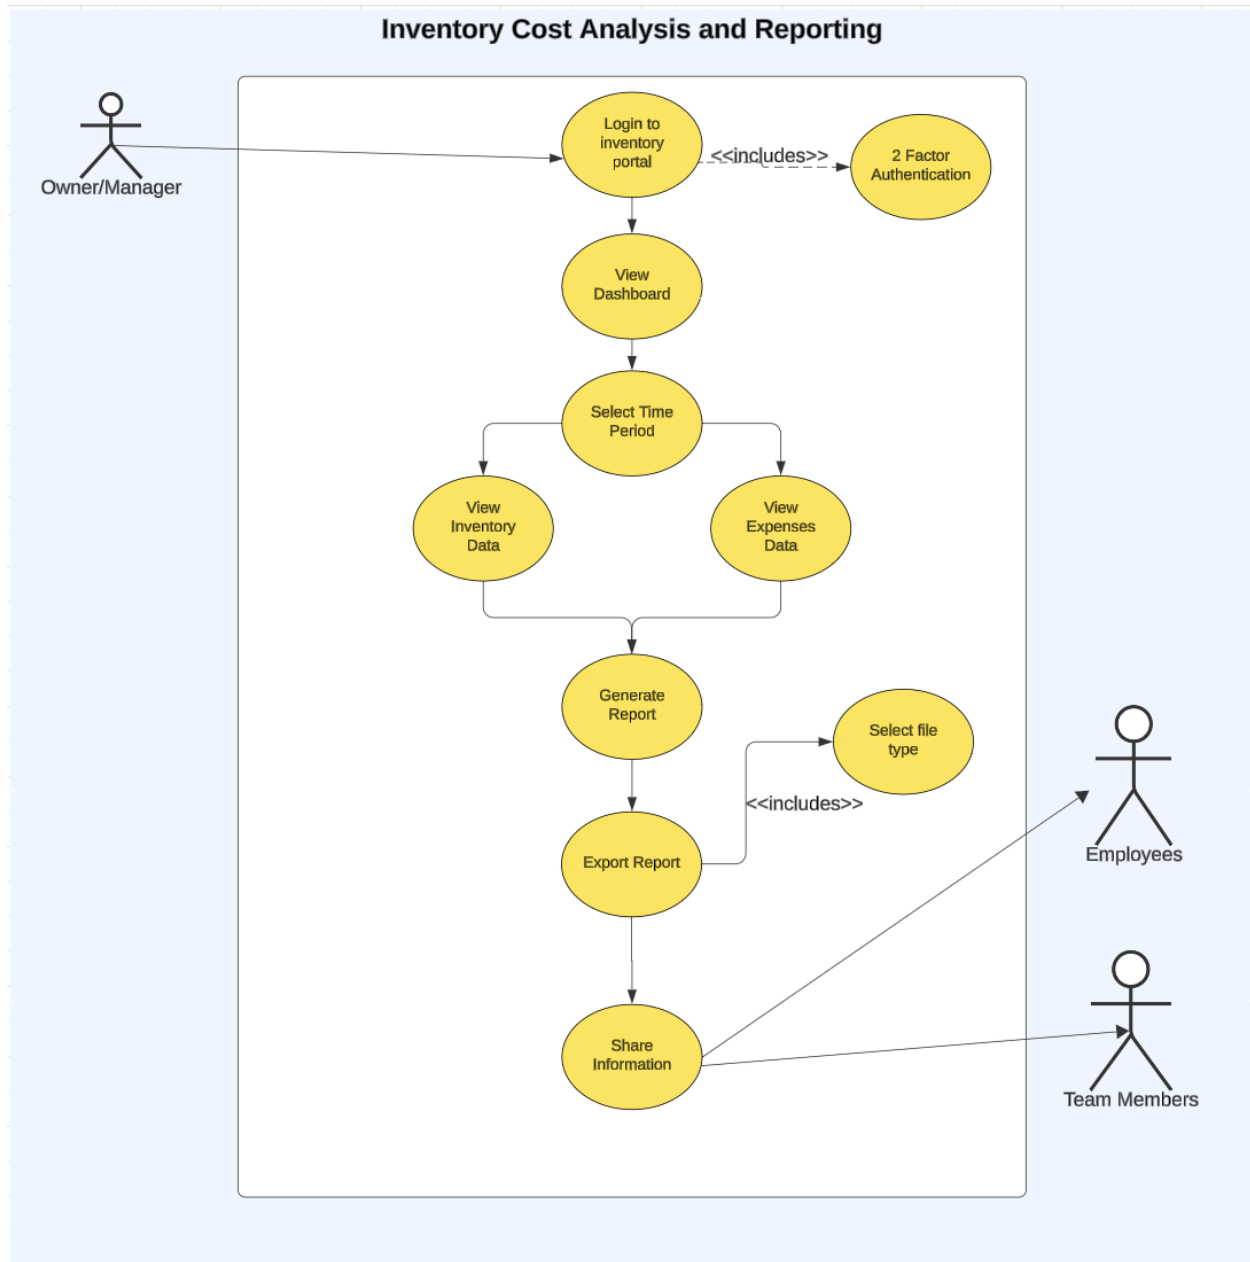 Inventory Cost Analysis and Reporting
Owner/Manager
Login to
inventory
portal
<<includes>>
2 Factor
Authentication
View
Dashboard
Select Time
Period
View
Inventory
Data
View
Expenses
Data
Generate
Report
Select file
type
<<includes>>
Export Report
Employees
Share
Information
Team Members